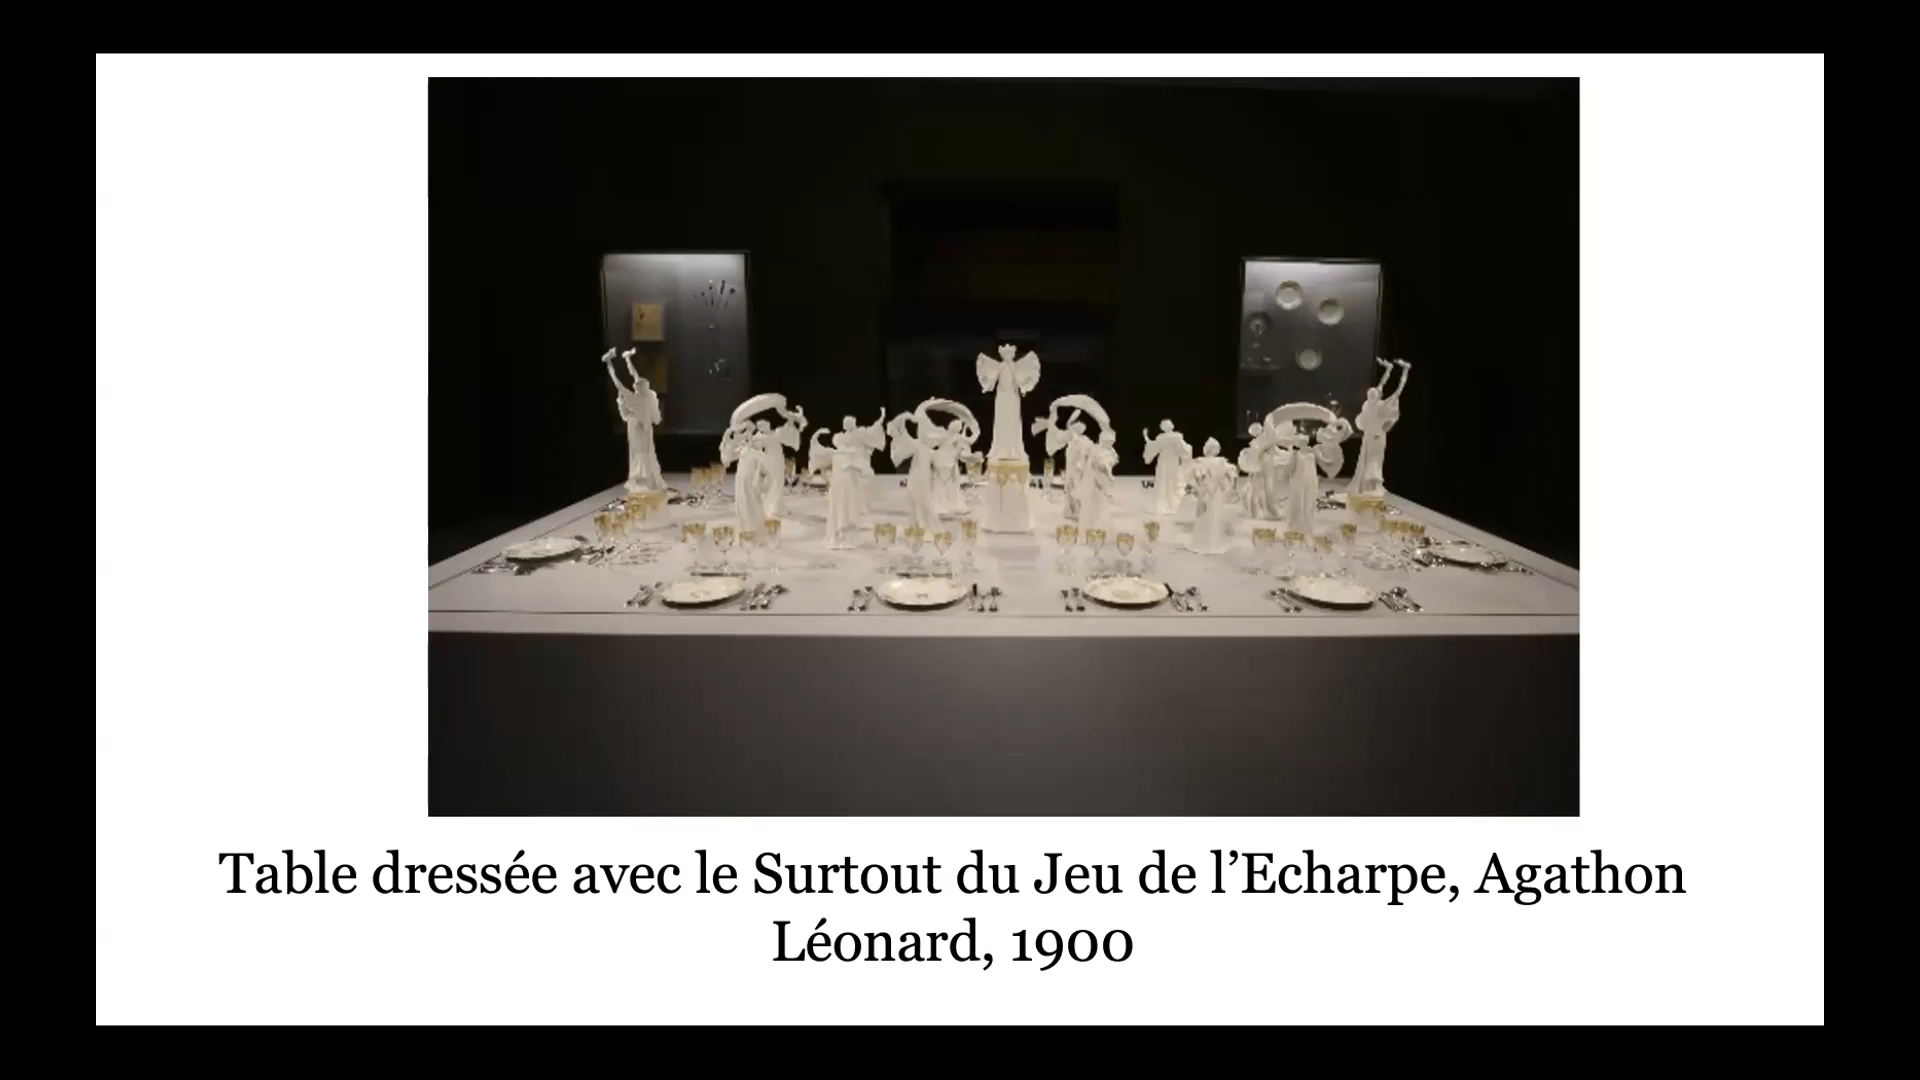 Table dressée avec le Surtout du Jeu de l’Echarpe, Agathon
Léonard, 1900